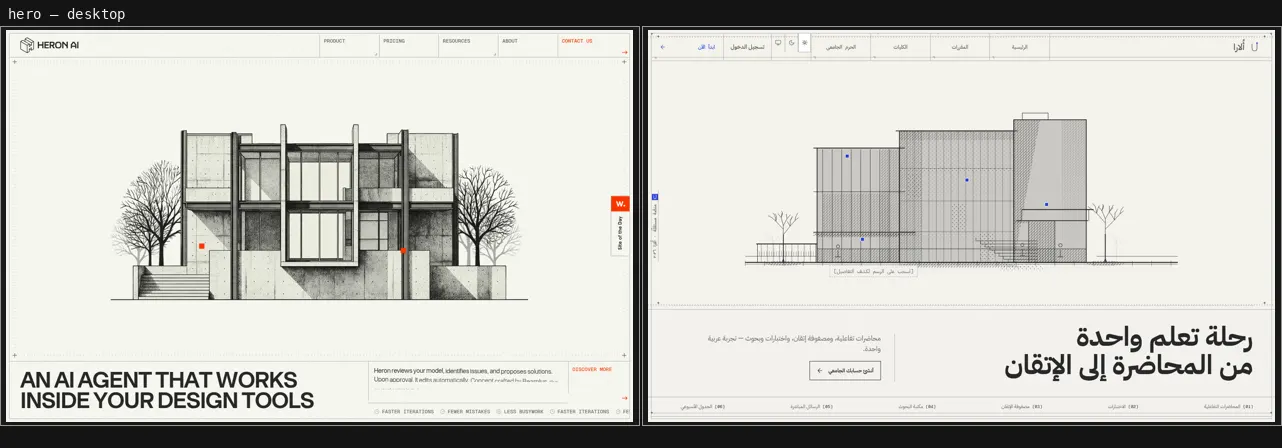 hero — desktop
HERON AI
PRODUCT
PRICING
RESOURCES
ABOUT
CONTACT US
W.
Site of the Day
AN AI AGENT THAT WORKS
INSIDE YOUR DESIGN TOOLS
Heron reviews your model, identifies issues, and proposes solutions.
Upon approval, it edits automatically.
DISCOVER MORE
FASTER ITERATIONS
FEWER MISTAKES
LESS BUSYWORK
FASTER ITERATIONS
FE
ألارا
الرئيسية
المقررات
الكليات
الحرم الجامعي
تسجيل الدخول
ابدأ الآن
[اسحب على الرسم لكشف التفاصيل]
رحلة تعلم واحدة
من المحاضرة إلى الإتقان
محاضرات تفاعلية، ومصفوفة إتقان، واختبارات وبحوث — تجربة عربية
واحدة.
أنشئ حسابك الجامعي
المحاضرات التفاعلية
الاختبارات
مصفوفة الإتقان
مكتبة البحوث
الرسائل المباشرة
الجدول الأسبوعي